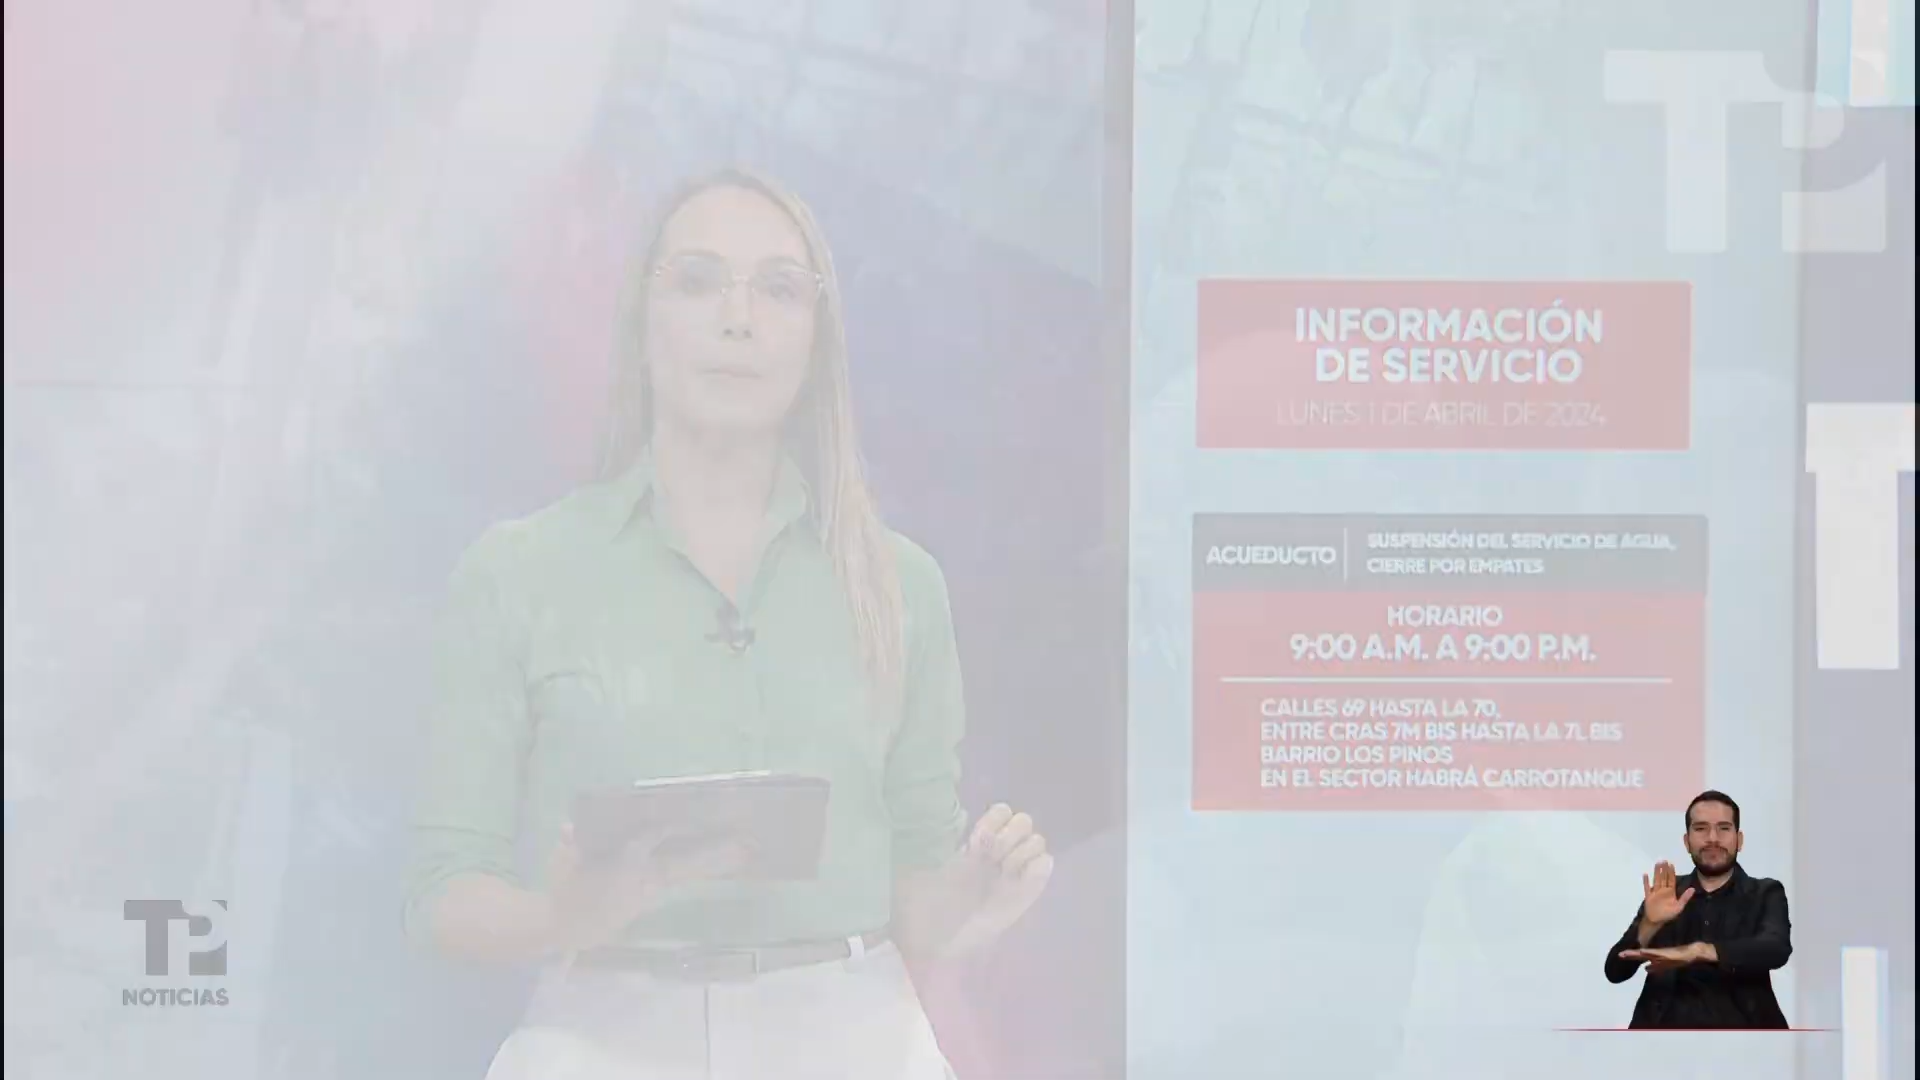 TP
INFORMACIÓN
DE SERVICIO
LUNES 1 DE ABRIL DE 2024
T
ACUEDUCTO
SUSPENSIÓN DEL SERVICIO DE AGUA,
CIERRE POR EMPATES
HORARIO
9:00 A.M. A 9:00 P.M.
CALLES 69 HASTA LA 70,
ENTRE CRAS 7M BIS HASTA LA 7L BIS
BARRIO LOS PINOS
EN EL SECTOR HABRÁ CARROTANQUE
TP
NOTICIAS